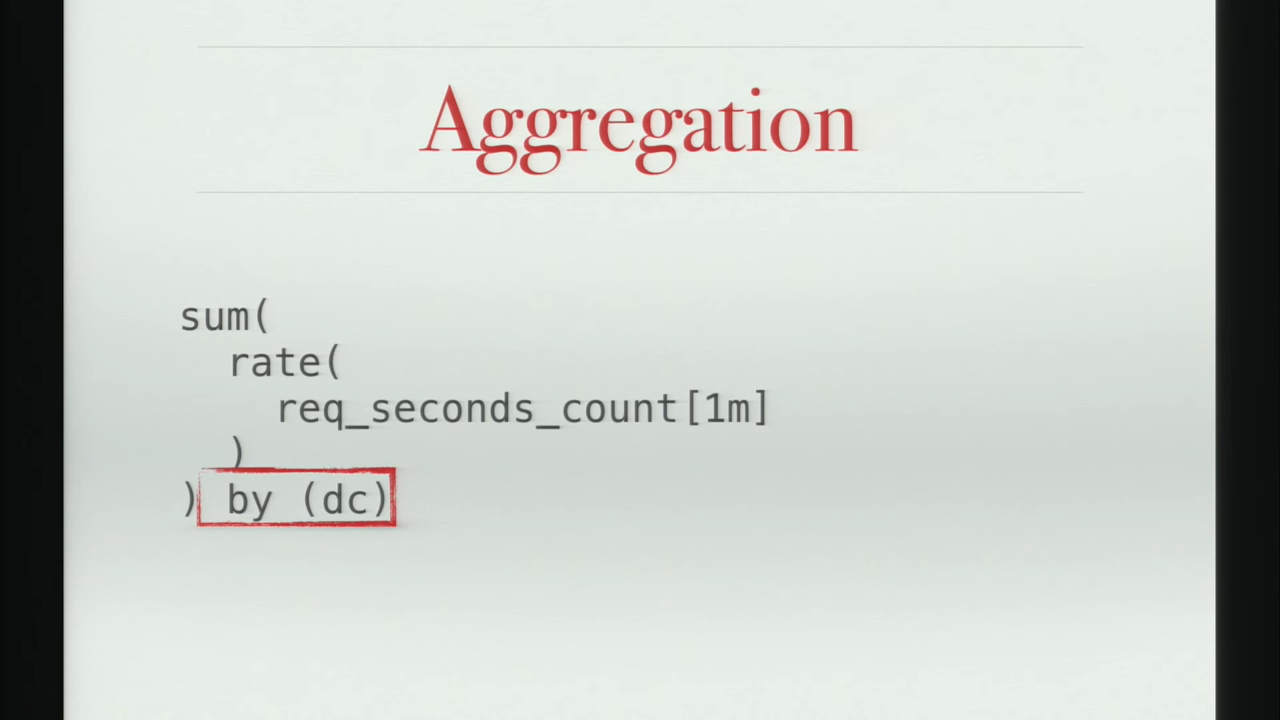 Aggregation
sum(
  rate(
    req_seconds_count[1m]
  )
) by (dc)